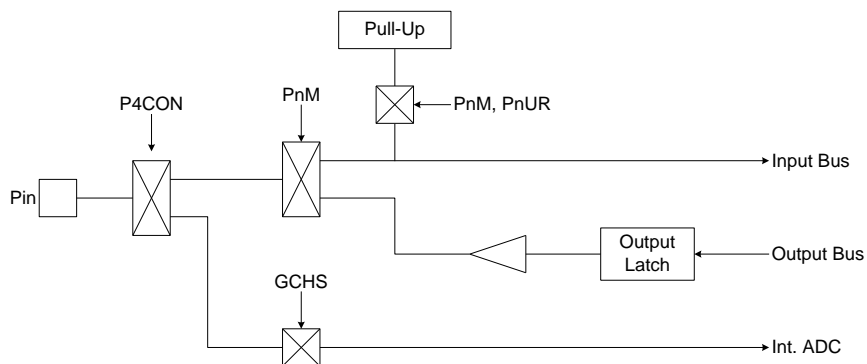 Pull-Up
P4CON
PnM
PnM, PnUR
Input Bus
Pin
Output
Latch
Output Bus
GCHS
Int. ADC